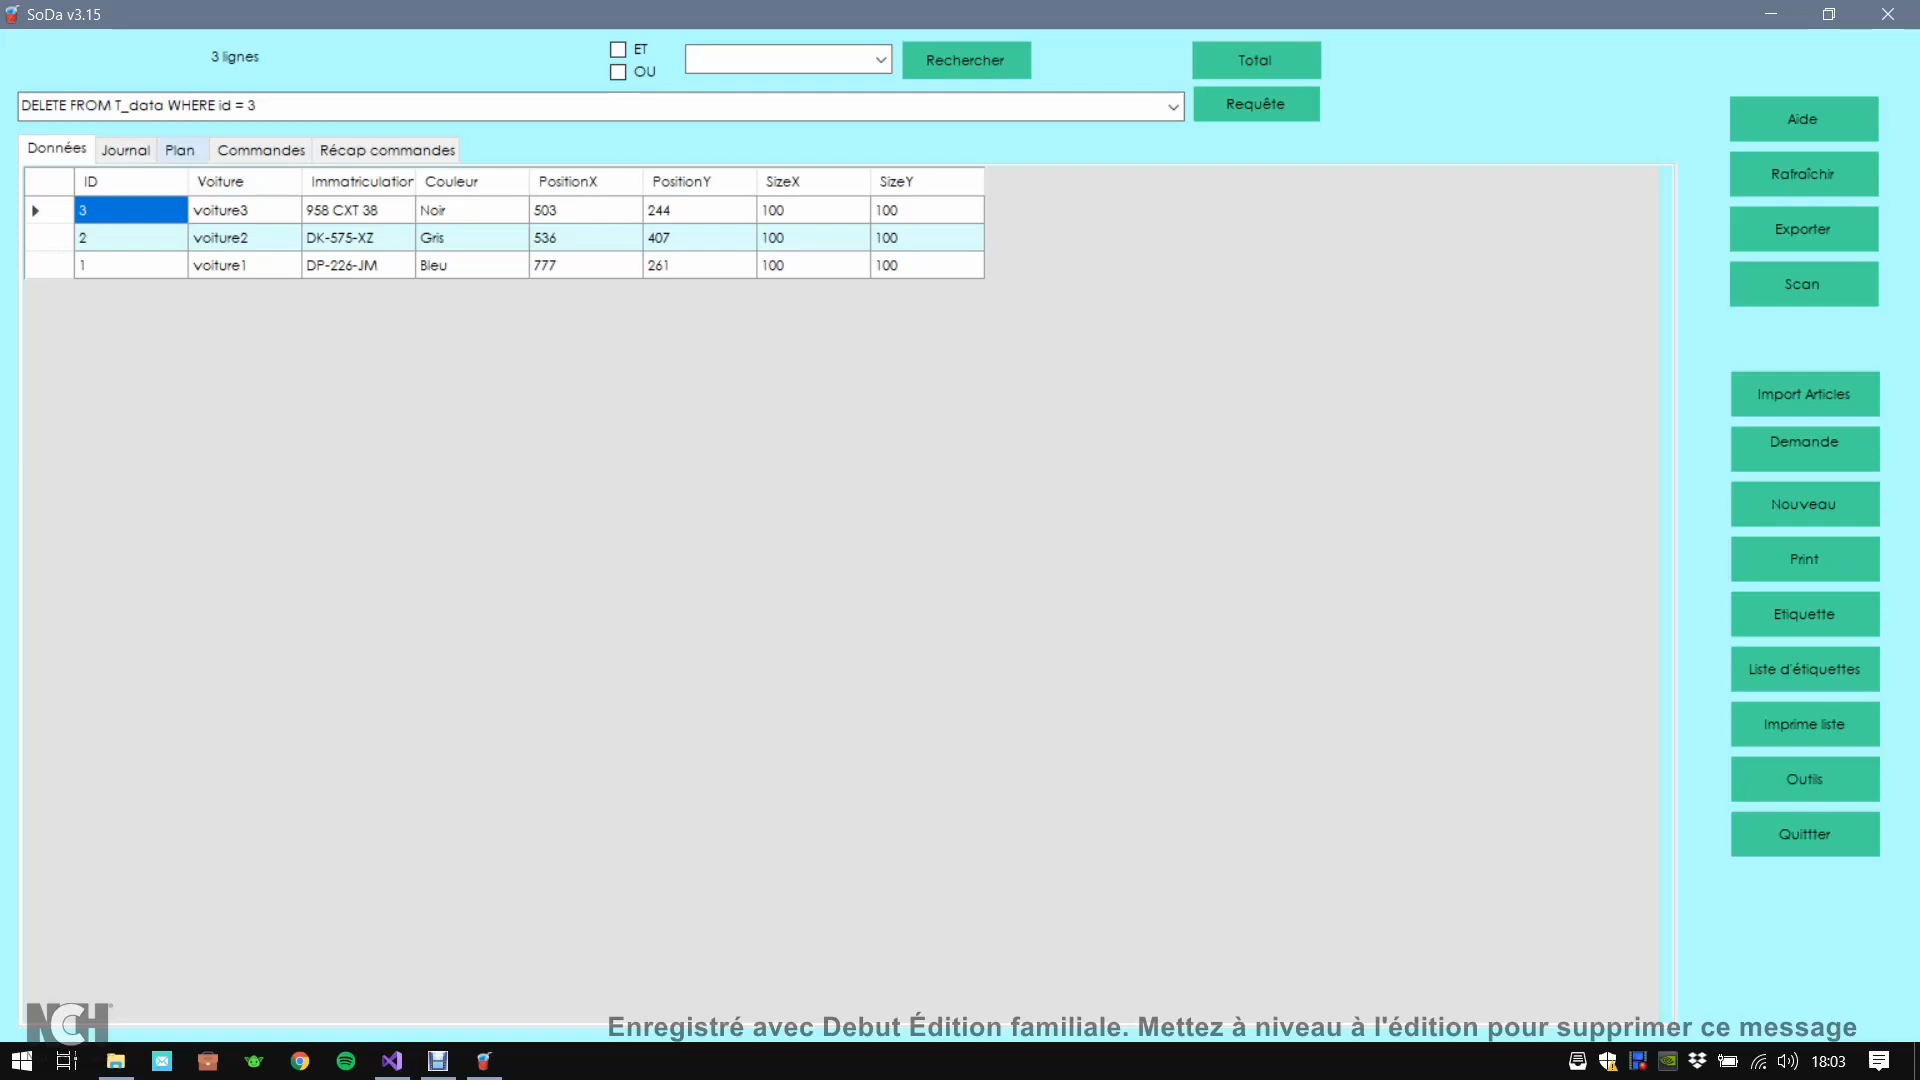 SoDa v3.15
3 lignes
ET
OU
Rechercher
Total
DELETE FROM T_data WHERE id = 3
Requête
Données Journal Plan Commandes Récap commandes
ID Voiture Immatriculation Couleur PositionX PositionY SizeX SizeY
3 voiture3 958 CXT 38 Noir 503 244 100 100
2 voiture2 DK-575-XZ Gris 536 407 100 100
1 voiture1 DP-226-JM Bleu 777 261 100 100
Aide
Rafraîchir
Exporter
Scan
Import Articles
Demande
Nouveau
Print
Etiquette
Liste d'étiquettes
Imprime liste
Outils
Quittter
NCH
Enregistré avec Debut Édition familiale. Mettez à niveau à l'édition pour supprimer ce message
18:03